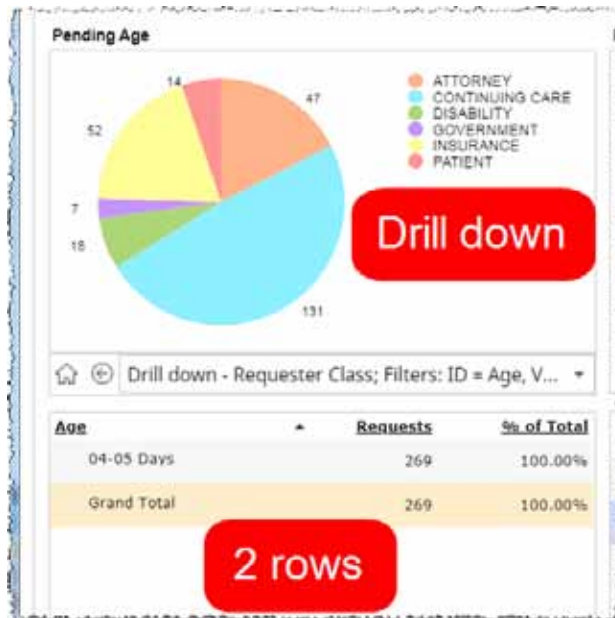 Pending Age
14
47
52
7
18
131
ATTORNEY
CONTINUING CARE
DISABILITY
GOVERNMENT
INSURANCE
PATIENT
Drill down
Drill down - Requester Class; Filters: ID = Age, V...
Age Requests % of Total
04-05 Days 269 100.00%
Grand Total 269 100.00%
2 rows